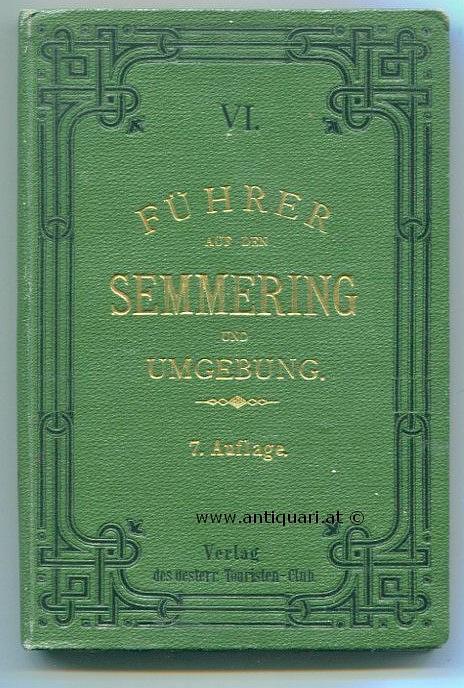 VI.
FÜHRER
AUF DEN
SEMMERING
UND
UMGEBUNG.
7. Auflage.
www.antiquari.at ©
Verlag
des Oesterr. Touristen-Club.